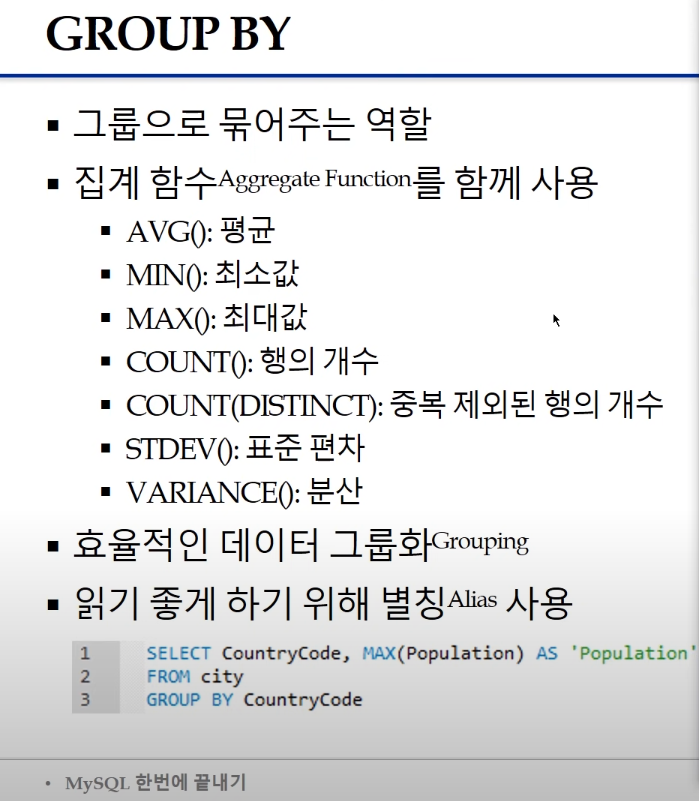 GROUP BY
▪ 그룹으로 묶어주는 역할
▪ 집계 함수Aggregate Function를 함께 사용
▪ AVG(): 평균
▪ MIN(): 최소값
▪ MAX(): 최대값
▪ COUNT(): 행의 개수
▪ COUNT(DISTINCT): 중복 제외된 행의 개수
▪ STDEV(): 표준 편차
▪ VARIANCE(): 분산
▪ 효율적인 데이터 그룹화Grouping
▪ 읽기 좋게 하기 위해 별칭Alias 사용
1 SELECT CountryCode, MAX(Population) AS 'Population'
2 FROM city
3 GROUP BY CountryCode
• MySQL 한번에 끝내기